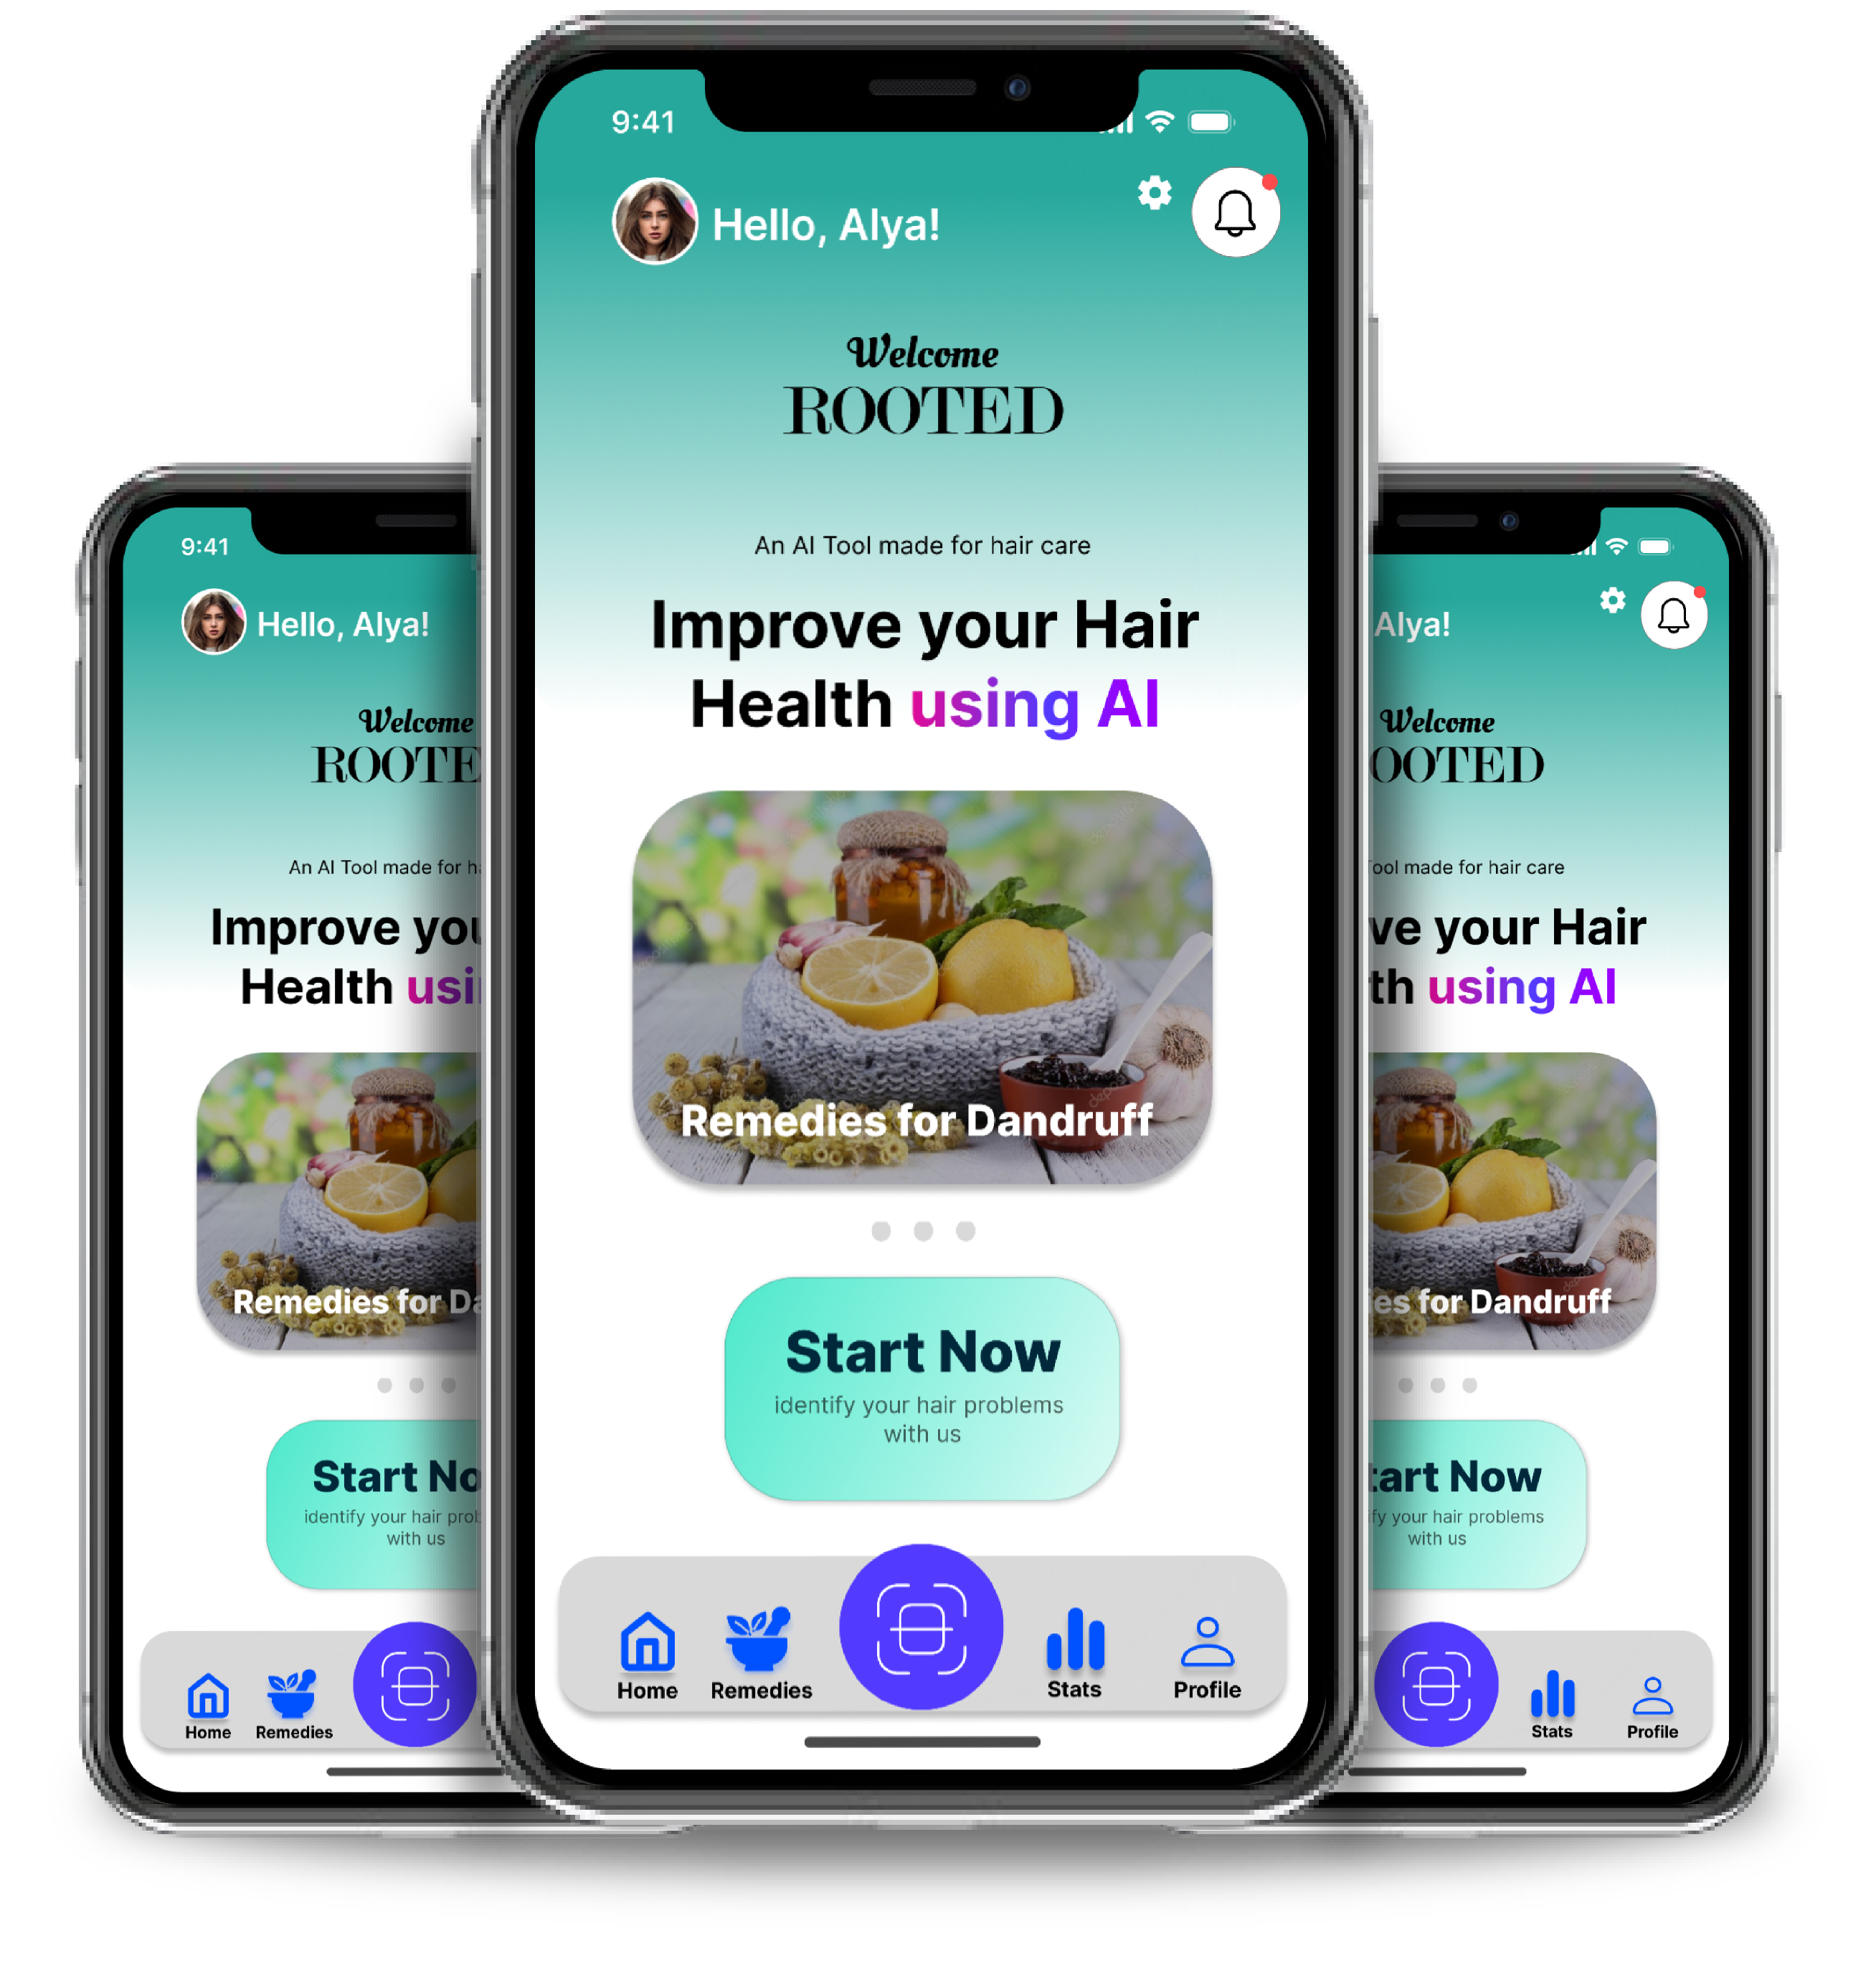 9:41
Hello, Alya!
Welcome
ROOTED
An AI Tool made for hair care
Improve your Hair
Health using AI
Remedies for Dandruff
Start Now
identify your hair problems
with us
Home
Remedies
Stats
Profile
9:41
Hello, Alya!
Welcome
ROOTE
An AI Tool made for h
Improve you
Health usi
Remedies for Da
Start No
identify your hair prob
with us
Home
Remedies
Alya!
Welcome
OOTED
ool made for hair care
ve your Hair
th using AI
es for Dandruff
tart Now
fy your hair problems
with us
Stats
Profile